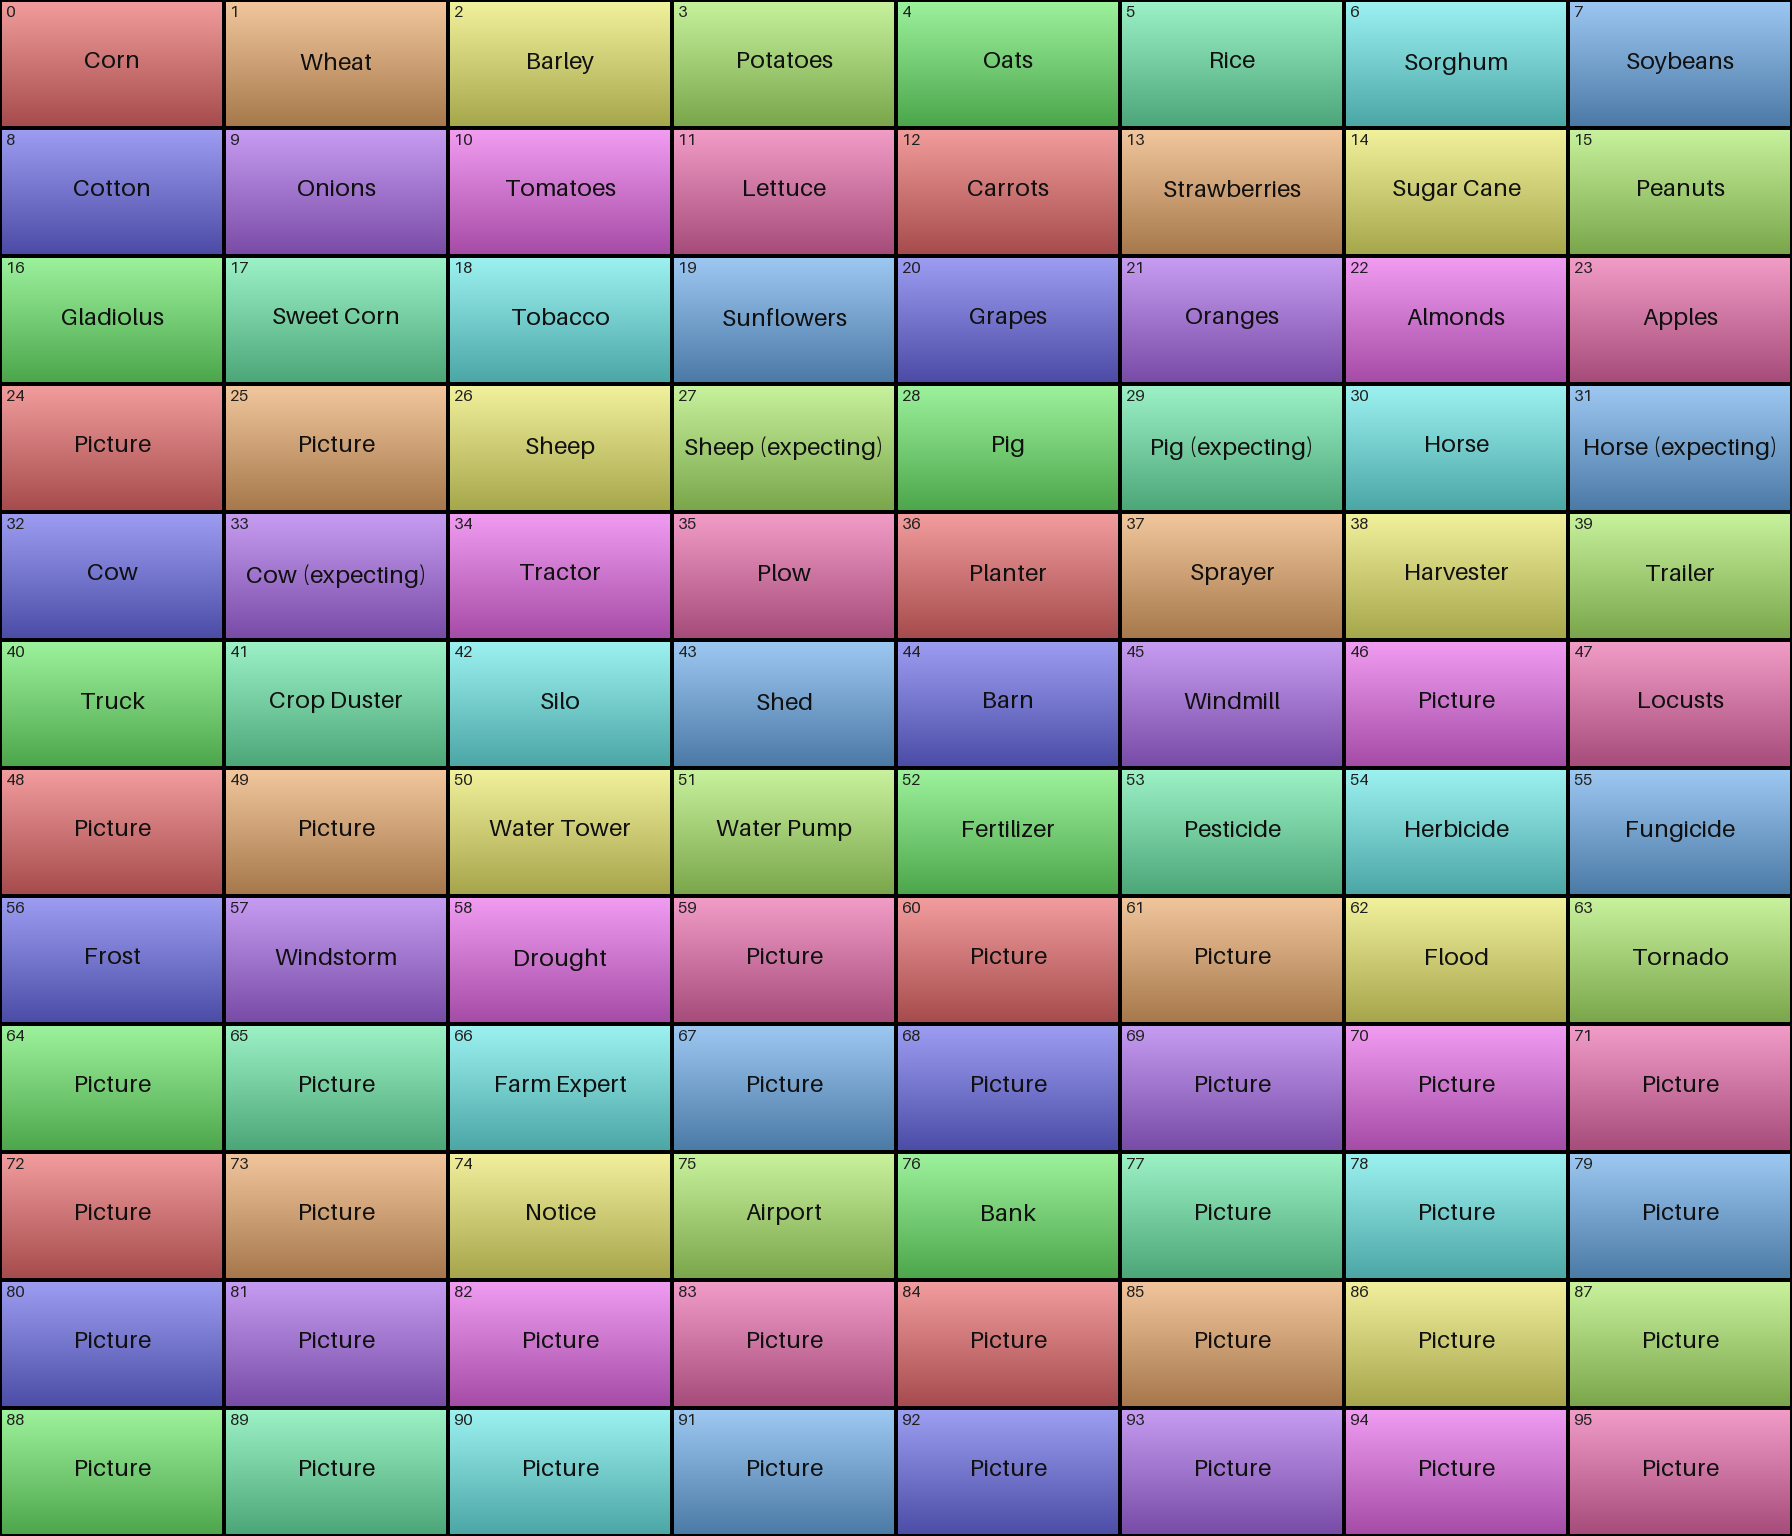 0 1 2 3 4 5 6 7
Corn Wheat Barley Potatoes Oats Rice Sorghum Soybeans
8 9 10 11 12 13 14 15
Cotton Onions Tomatoes Lettuce Carrots Strawberries Sugar Cane Peanuts
16 17 18 19 20 21 22 23
Gladiolus Sweet Corn Tobacco Sunflowers Grapes Oranges Almonds Apples
24 25 26 27 28 29 30 31
Picture Picture Sheep Sheep (expecting) Pig Pig (expecting) Horse Horse (expecting)
32 33 34 35 36 37 38 39
Cow Cow (expecting) Tractor Plow Planter Sprayer Harvester Trailer
40 41 42 43 44 45 46 47
Truck Crop Duster Silo Shed Barn Windmill Picture Locusts
48 49 50 51 52 53 54 55
Picture Picture Water Tower Water Pump Fertilizer Pesticide Herbicide Fungicide
56 57 58 59 60 61 62 63
Frost Windstorm Drought Picture Picture Picture Flood Tornado
64 65 66 67 68 69 70 71
Picture Picture Farm Expert Picture Picture Picture Picture Picture
72 73 74 75 76 77 78 79
Picture Picture Notice Airport Bank Picture Picture Picture
80 81 82 83 84 85 86 87
Picture Picture Picture Picture Picture Picture Picture Picture
88 89 90 91 92 93 94 95
Picture Picture Picture Picture Picture Picture Picture Picture